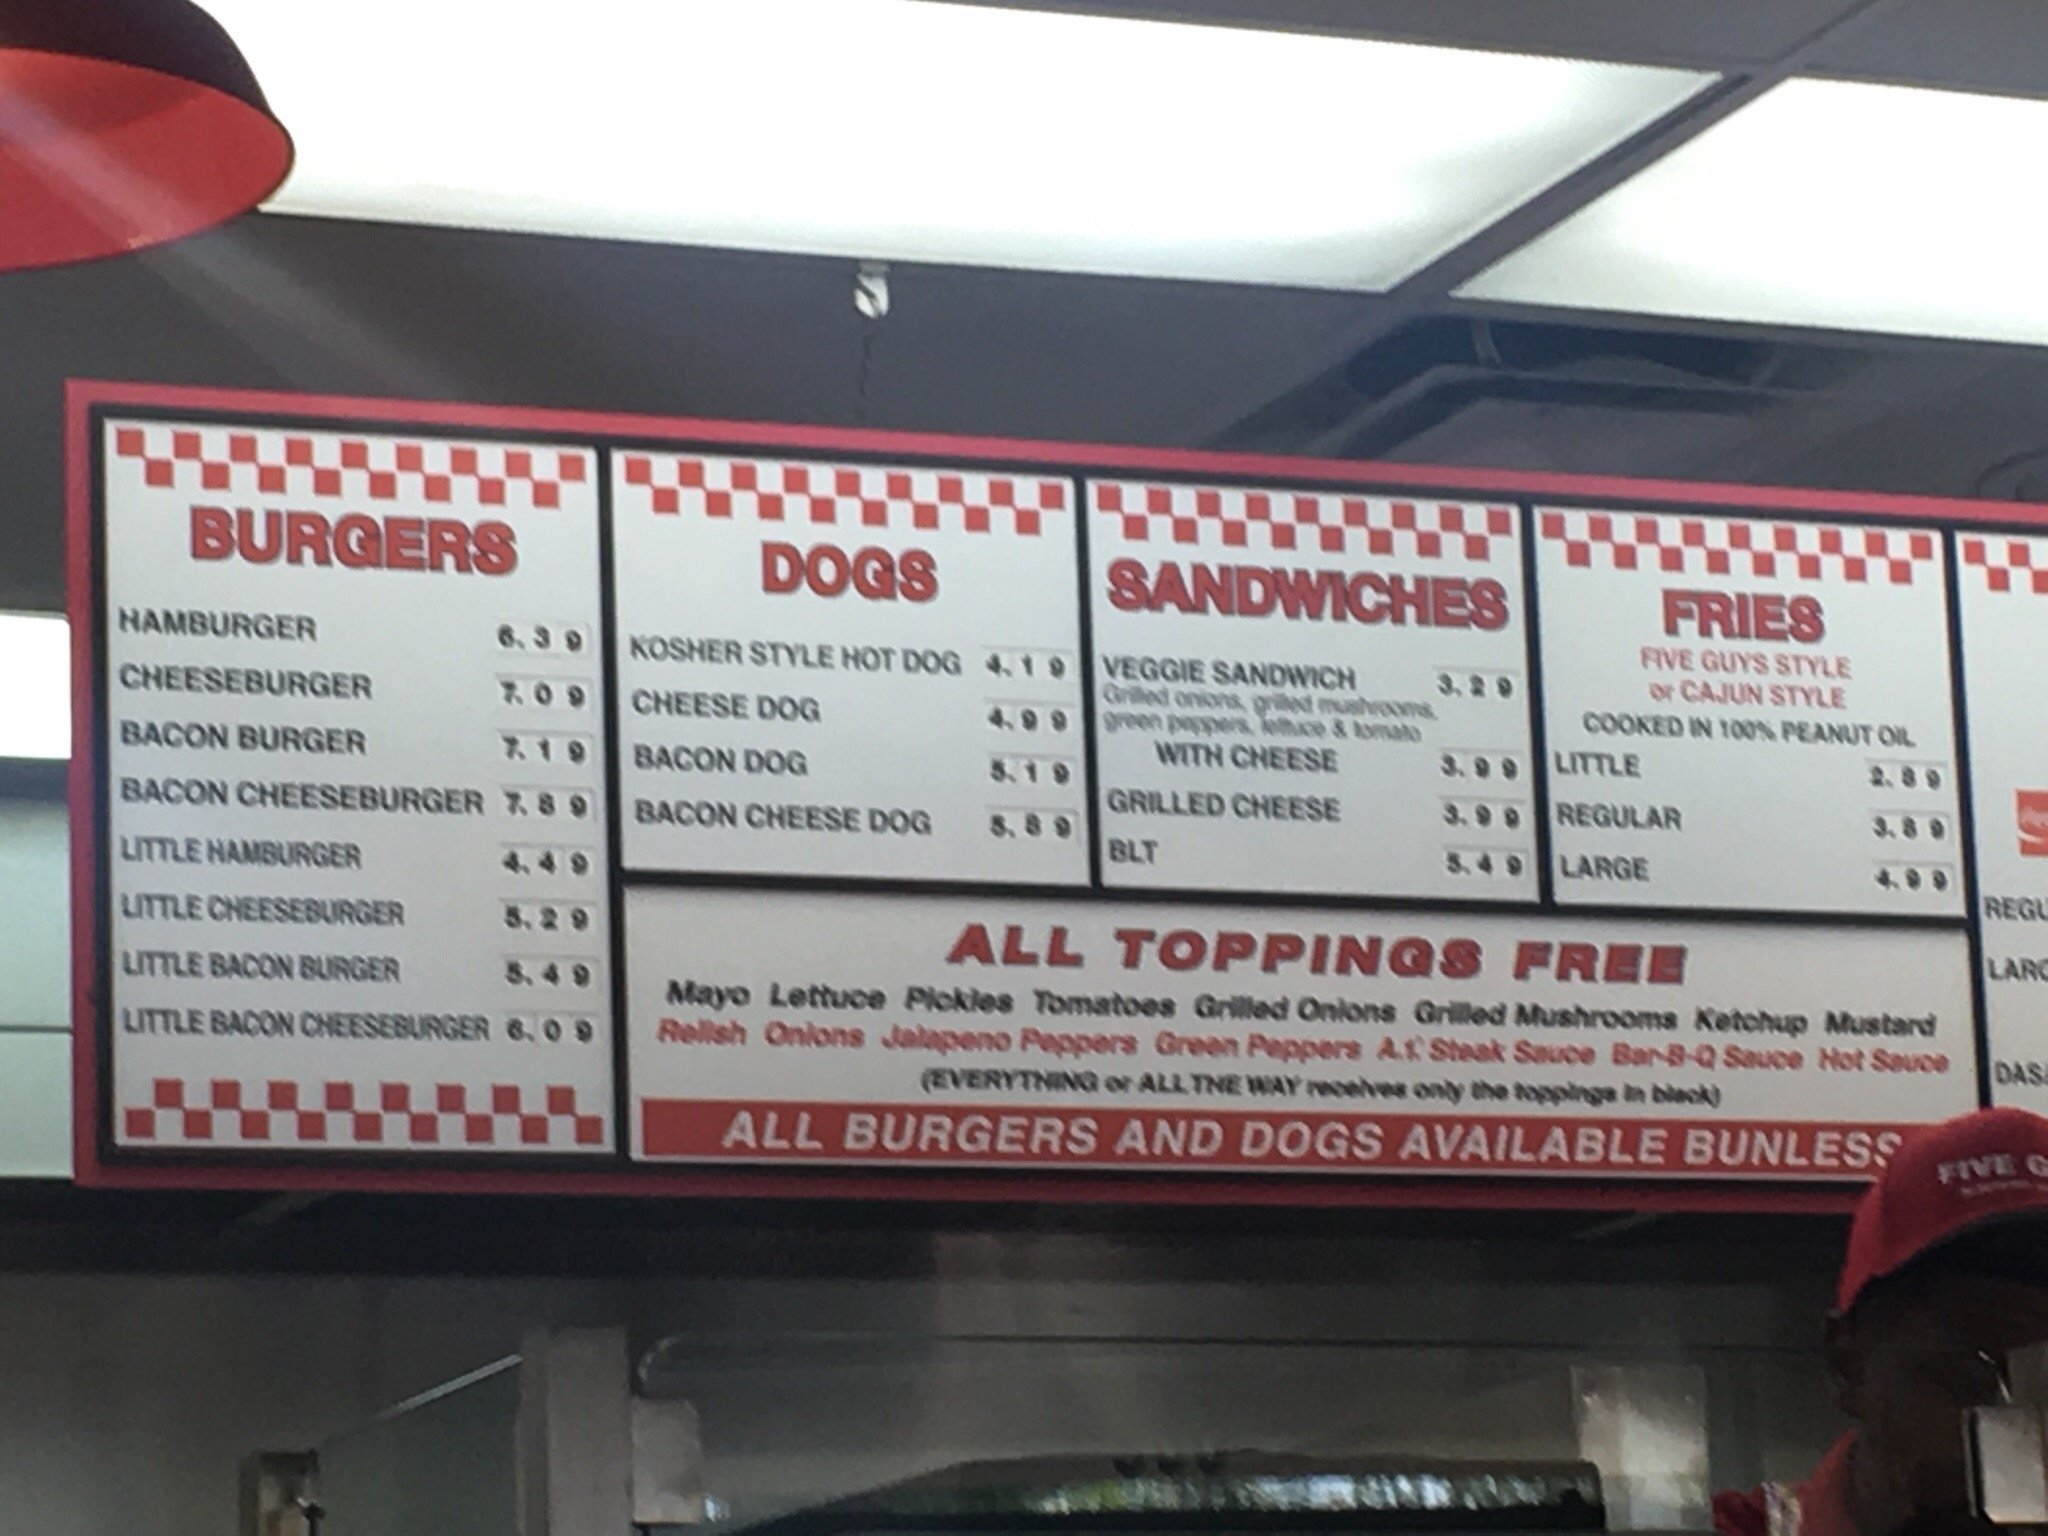 BURGERS
HAMBURGER 6.39
CHEESEBURGER 7.09
BACON BURGER 7.19
BACON CHEESEBURGER 7.89
LITTLE HAMBURGER 4.49
LITTLE CHEESEBURGER 5.29
LITTLE BACON BURGER 5.49
LITTLE BACON CHEESEBURGER 6.09
DOGS
KOSHER STYLE HOT DOG 4.19
CHEESE DOG 4.99
BACON DOG 5.19
BACON CHEESE DOG 5.89
SANDWICHES
VEGGIE SANDWICH 3.29
Grilled onions, grilled mushrooms,
green peppers, lettuce & tomato
WITH CHEESE 3.99
GRILLED CHEESE 3.99
BLT 5.49
FRIES
FIVE GUYS STYLE
or CAJUN STYLE
COOKED IN 100% PEANUT OIL
LITTLE 2.89
REGULAR 3.89
LARGE 4.99
ALL TOPPINGS FREE
Mayo Lettuce Pickles Tomatoes Grilled Onions Grilled Mushrooms Ketchup Mustard
Relish Onions Jalapeno Peppers Green Peppers A.1. Steak Sauce Bar-B-Q Sauce Hot Sauce
(EVERYTHING or ALL THE WAY receives only the toppings in black)
ALL BURGERS AND DOGS AVAILABLE BUNLESS
REGU
LARG
DASA
FIVE G